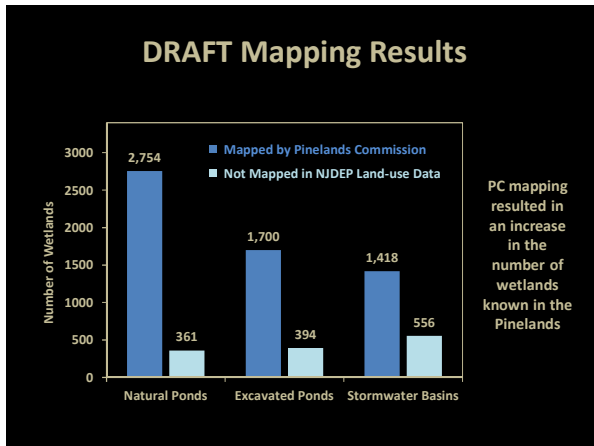 DRAFT Mapping Results
Number of Wetlands
3000
2500
2000
1500
1000
500
0
Mapped by Pinelands Commission
Not Mapped in NJDEP Land-use Data
2,754
361
1,700
394
1,418
556
Natural Ponds
Excavated Ponds
Stormwater Basins
PC mapping
resulted in
an increase
in the
number of
wetlands
known in the
Pinelands